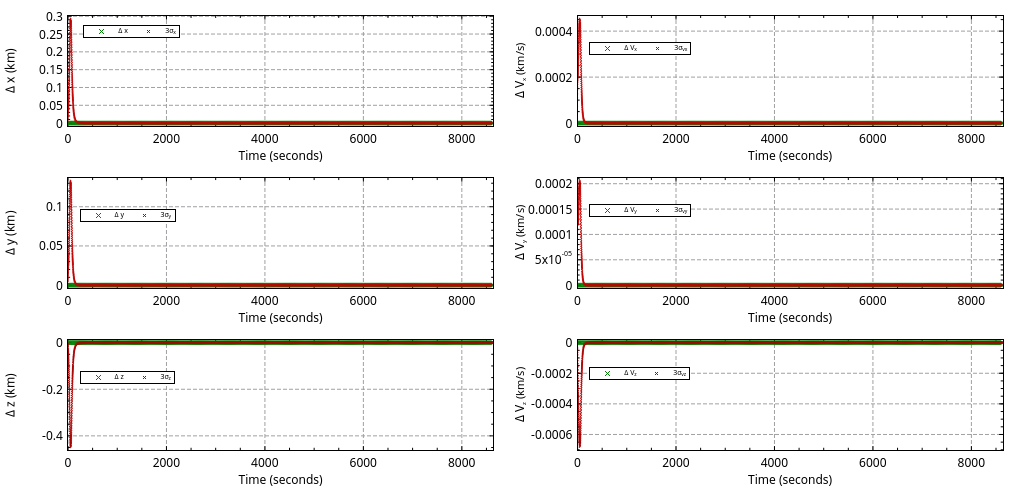 0.3
0.25
0.2
0.15
0.1
0.05
0
Δ x (km)
Δ x 3σx
0 2000 4000 6000 8000
Time (seconds)
0.0004
0.0002
0
Δ Vx (km/s)
Δ Vx 3σvx
0 2000 4000 6000 8000
Time (seconds)
0.1
0.05
0
Δ y (km)
Δ y 3σy
0 2000 4000 6000 8000
Time (seconds)
0.0002
0.00015
0.0001
5x10⁻⁰⁵
0
Δ Vy (km/s)
Δ Vy 3σvy
0 2000 4000 6000 8000
Time (seconds)
0
-0.2
-0.4
Δ z (km)
Δ z 3σz
0 2000 4000 6000 8000
Time (seconds)
0
-0.0002
-0.0004
-0.0006
Δ Vz (km/s)
Δ Vz 3σvz
0 2000 4000 6000 8000
Time (seconds)